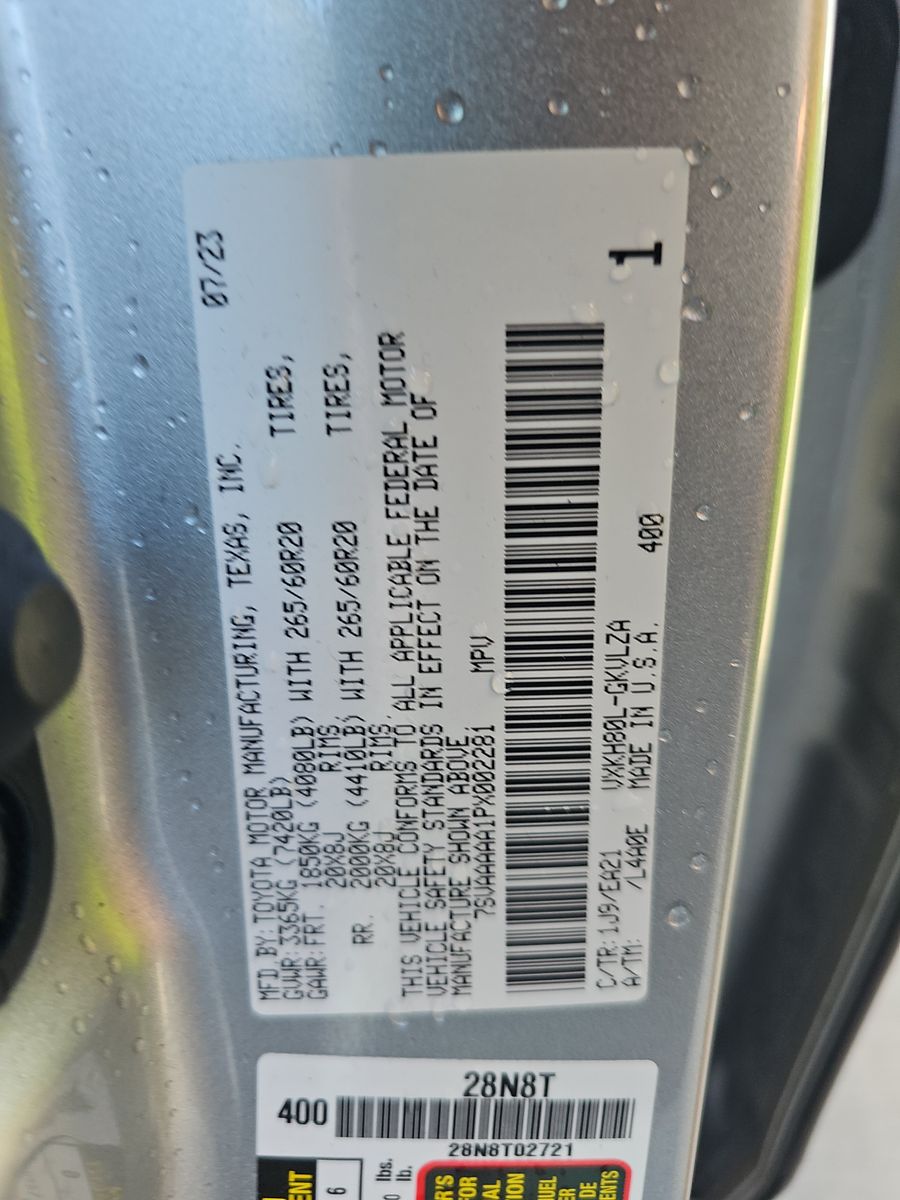 07/23
MFD BY: TOYOTA MOTOR MANUFACTURING, TEXAS, INC.
GVWR: 3365KG (7420LB)
GAWR: FRT. 1850KG (4080LB) WITH 265/60R20 TIRES,
20X8J RIMS.
RR. 2000KG (4410LB) WITH 265/60R20 TIRES,
20X8J RIMS.
THIS VEHICLE CONFORMS TO ALL APPLICABLE FEDERAL MOTOR
VEHICLE SAFETY STANDARDS IN EFFECT ON THE DATE OF
MANUFACTURE SHOWN ABOVE.
7SVAAAAA1PX002281 MPV
1
C/TR: 1J9/EA21 VXKH80L-GKVLZA 400
A/TM: /L4A0E MADE IN U.S.A.
28N8T
400
28N8T02721
6
lbs.
lb.